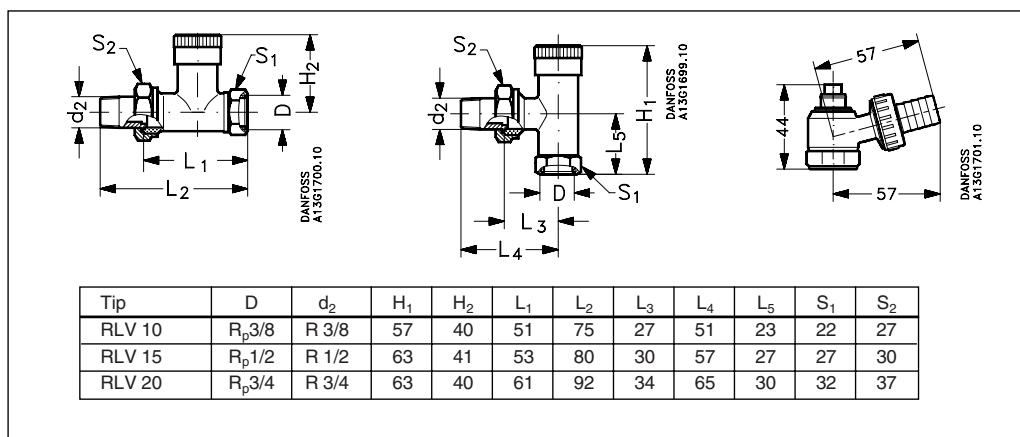 S2
S1
H2
d2
D
L1
L2
DANFOSS
A13G1700.10
S2
d2
H1
L5
D
S1
L3
L4
DANFOSS
A13G1699.10
57
44
57
DANFOSS
A13G1701.10
Tip D d2 H1 H2 L1 L2 L3 L4 L5 S1 S2
RLV 10 Rp3/8 R 3/8 57 40 51 75 27 51 23 22 27
RLV 15 Rp1/2 R 1/2 63 41 53 80 30 57 27 27 30
RLV 20 Rp3/4 R 3/4 63 40 61 92 34 65 30 32 37